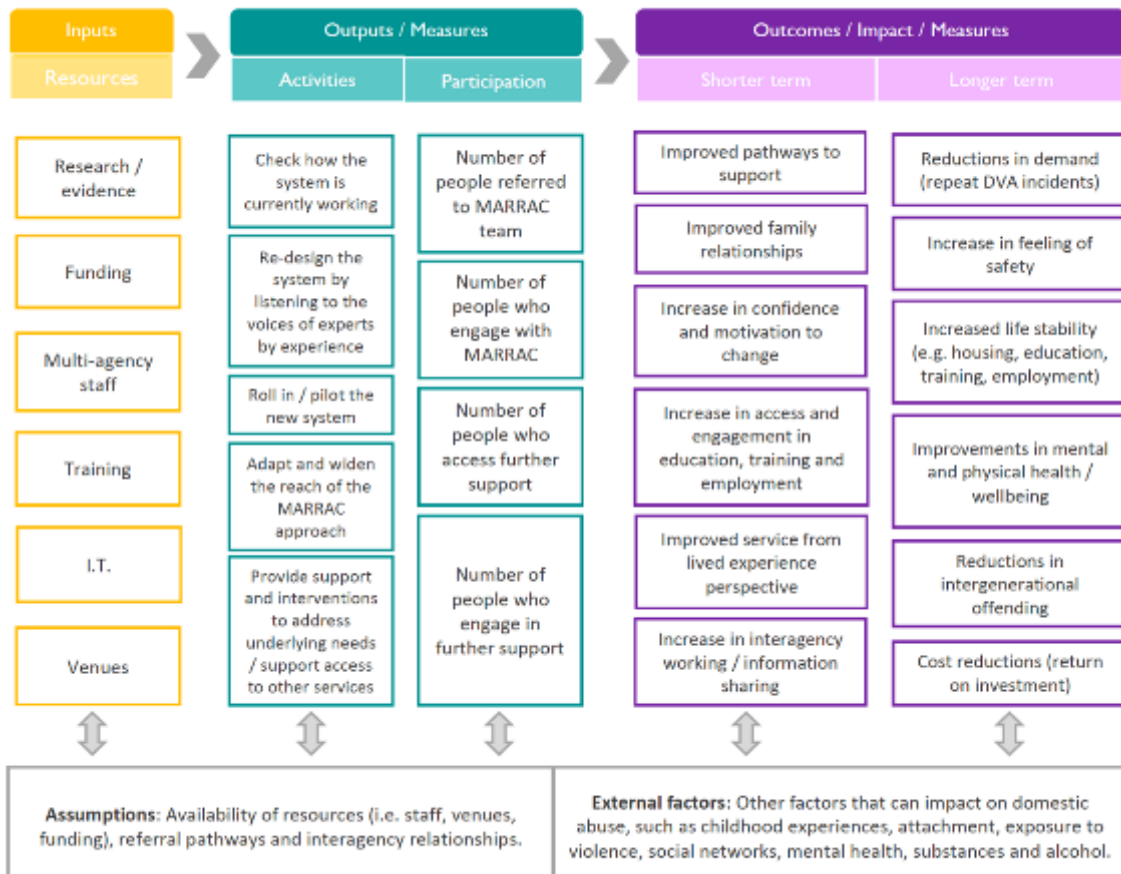 Inputs
Outputs / Measures
Outcomes / Impact / Measures
Resources
Activities
Participation
Shorter term
Longer term
Research /
evidence
Funding
Multi-agency
staff
Training
I.T.
Venues
Check how the
system is
currently working
Re-design the
system by
listening to the
voices of experts
by experience
Roll in / pilot the
new system
Adapt and widen
the reach of the
MARRAC
approach
Provide support
and interventions
to address
underlying needs
/ support access
to other services
Number of
people referred
to MARRAC
team
Number of
people who
engage with
MARRAC
Number of
people who
access further
support
Number of
people who
engage in
further support
Improved pathways to
support
Improved family
relationships
Increase in confidence
and motivation to
change
Increase in access and
engagement in
education, training and
employment
Improved service from
lived experience
perspective
Increase in interagency
working / information
sharing
Reductions in demand
(repeat DVA incidents)
Increase in feeling of
safety
Increased life stability
(e.g. housing, education,
training, employment)
Improvements in mental
and physical health /
wellbeing
Reductions in
intergenerational
offending
Cost reductions (return
on investment)
Assumptions: Availability of resources (i.e. staff, venues,
funding), referral pathways and interagency relationships.
External factors: Other factors that can impact on domestic
abuse, such as childhood experiences, attachment, exposure to
violence, social networks, mental health, substances and alcohol.